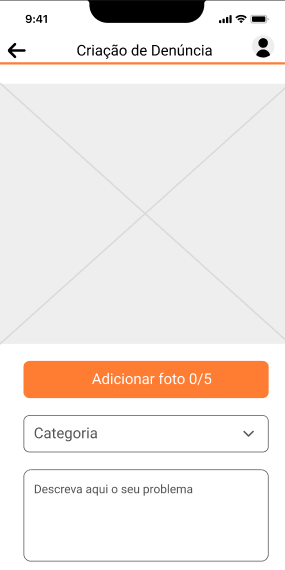 9:41
Criação de Denúncia
Adicionar foto 0/5
Categoria
Descreva aqui o seu problema